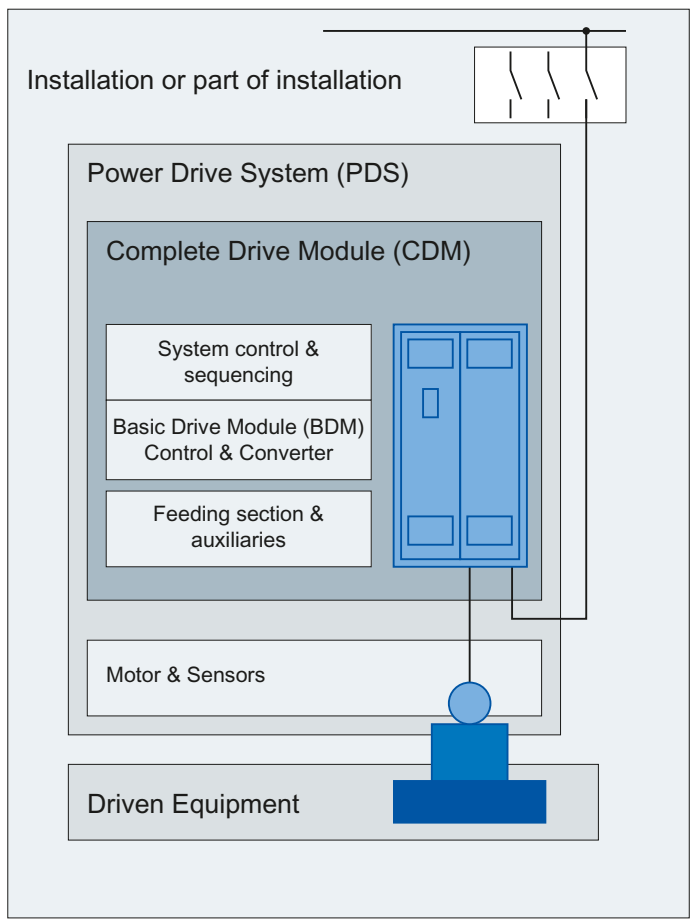 Installation or part of installation
Power Drive System (PDS)
Complete Drive Module (CDM)
System control &
sequencing
Basic Drive Module (BDM)
Control & Converter
Feeding section &
auxiliaries
Motor & Sensors
Driven Equipment